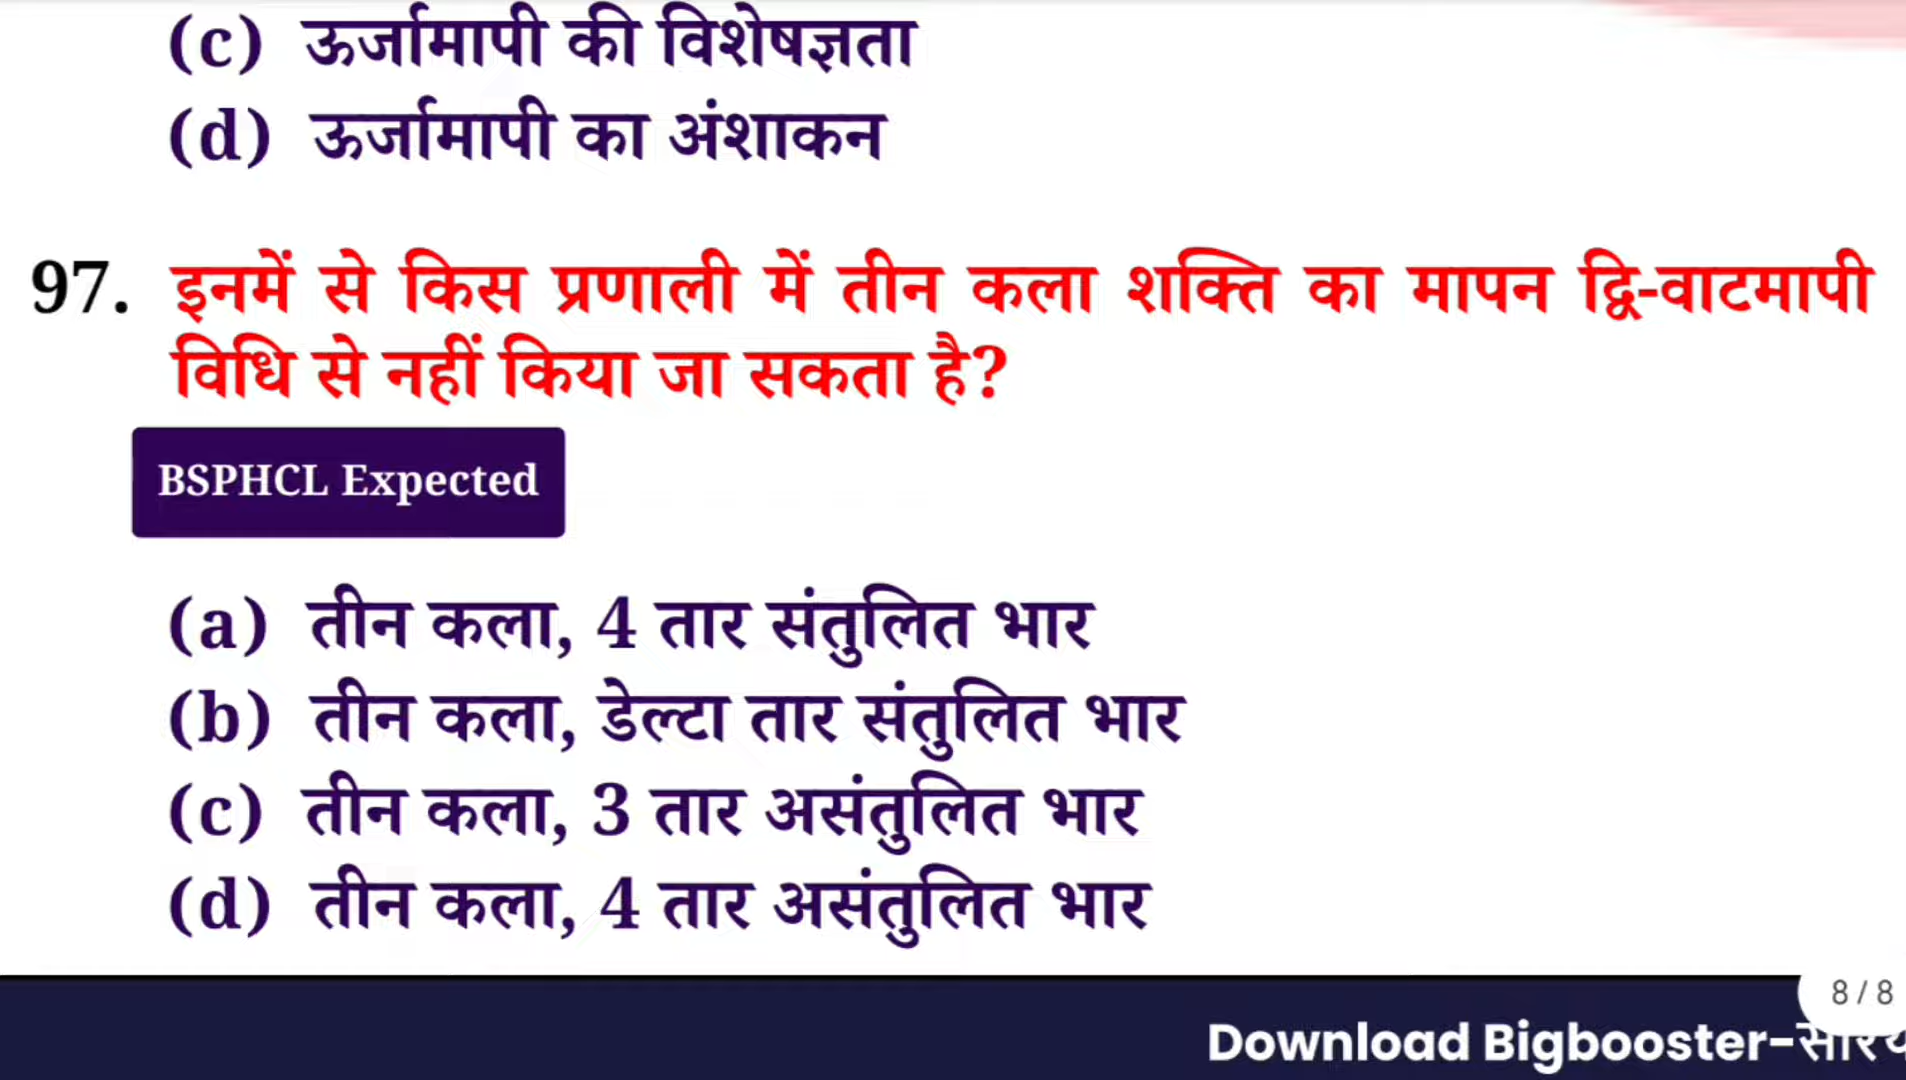 (c) ऊर्जामापी की विशेषज्ञता
(d) ऊर्जामापी का अंशाकन
97. इनमें से किस प्रणाली में तीन कला शक्ति का मापन द्वि-वाटमापी
विधि से नहीं किया जा सकता है?
BSPHCL Expected
(a) तीन कला, 4 तार संतुलित भार
(b) तीन कला, डेल्टा तार संतुलित भार
(c) तीन कला, 3 तार असंतुलित भार
(d) तीन कला, 4 तार असंतुलित भार
8 / 8
Download Bigbooster-